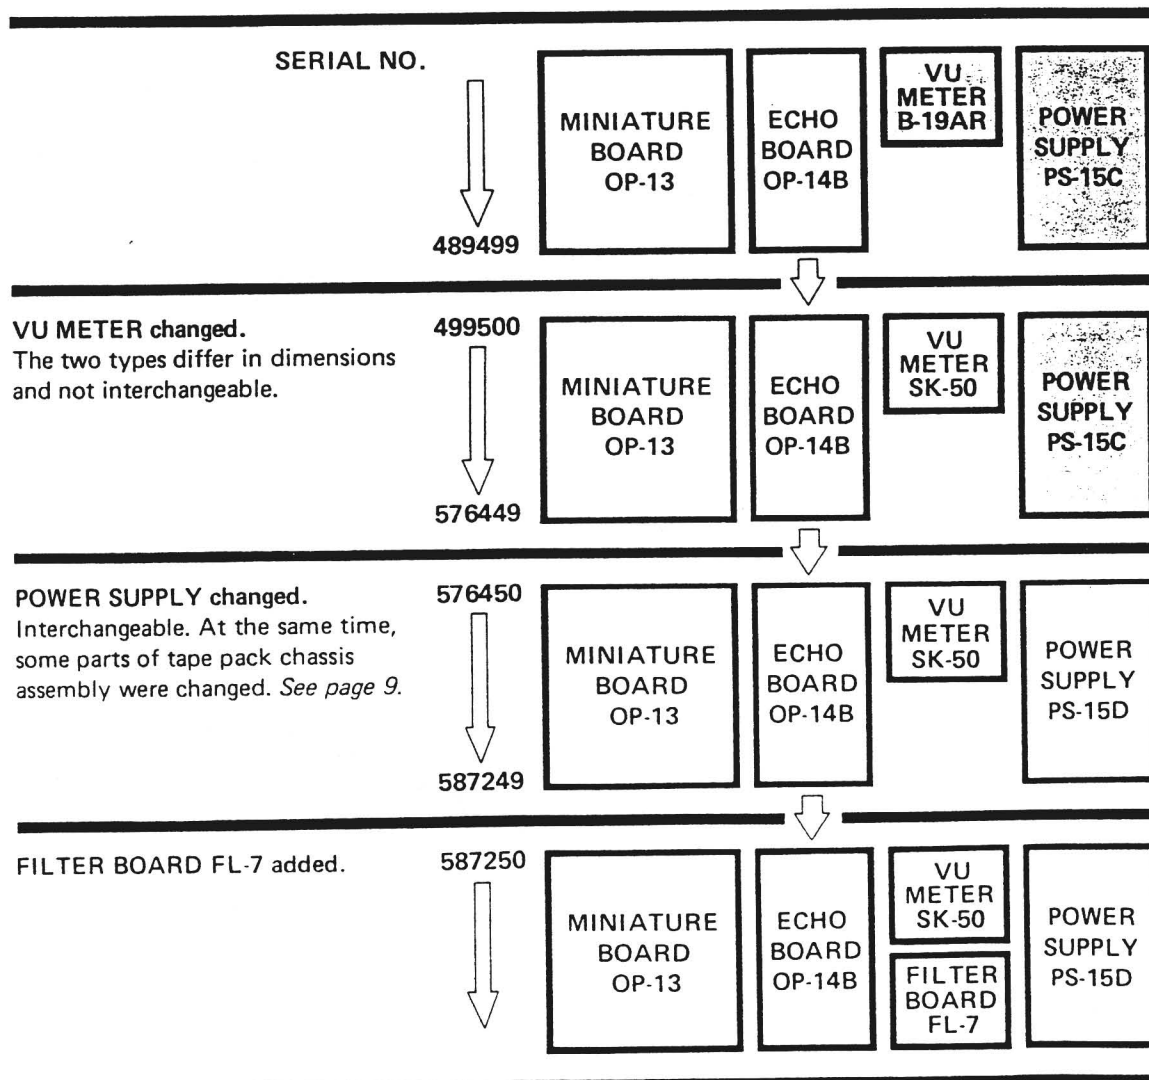 SERIAL NO.
489499
MINIATURE
BOARD
OP-13
ECHO
BOARD
OP-14B
VU
METER
B-19AR
POWER
SUPPLY
PS-15C
VU METER changed.
The two types differ in dimensions
and not interchangeable.
499500
576449
MINIATURE
BOARD
OP-13
ECHO
BOARD
OP-14B
VU
METER
SK-50
POWER
SUPPLY
PS-15C
POWER SUPPLY changed.
Interchangeable. At the same time,
some parts of tape pack chassis
assembly were changed. See page 9.
576450
587249
MINIATURE
BOARD
OP-13
ECHO
BOARD
OP-14B
VU
METER
SK-50
POWER
SUPPLY
PS-15D
FILTER BOARD FL-7 added.
587250
MINIATURE
BOARD
OP-13
ECHO
BOARD
OP-14B
VU
METER
SK-50
FILTER
BOARD
FL-7
POWER
SUPPLY
PS-15D